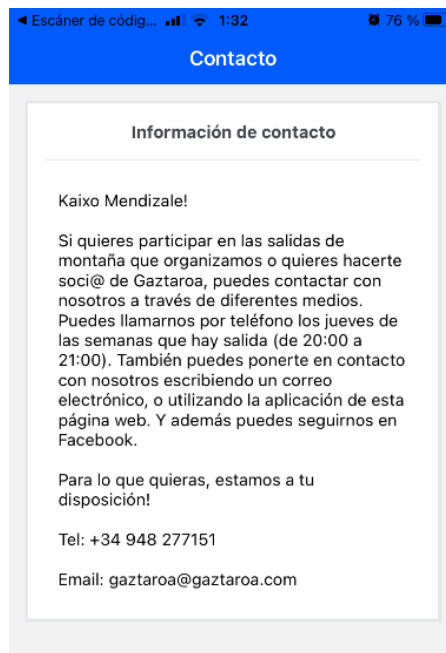 Escáner de códig... 1:32 76 %
Contacto
Información de contacto
Kaixo Mendizale!
Si quieres participar en las salidas de
montaña que organizamos o quieres hacerte
soci@ de Gaztaroa, puedes contactar con
nosotros a través de diferentes medios.
Puedes llamarnos por teléfono los jueves de
las semanas que hay salida (de 20:00 a
21:00). También puedes ponerte en contacto
con nosotros escribiendo un correo
electrónico, o utilizando la aplicación de esta
página web. Y además puedes seguirnos en
Facebook.
Para lo que quieras, estamos a tu
disposición!
Tel: +34 948 277151
Email: gaztaroa@gaztaroa.com